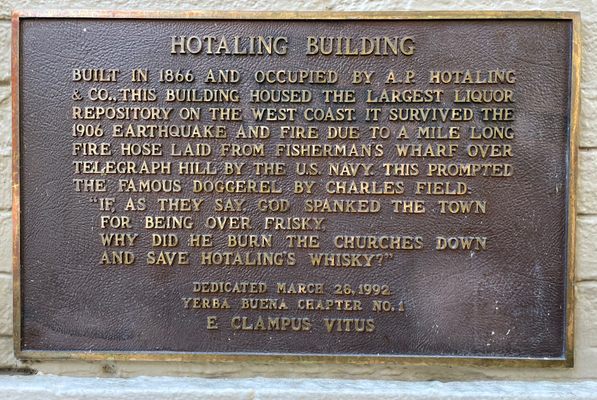 HOTALING BUILDING
BUILT IN 1866 AND OCCUPIED BY A.P. HOTALING
& CO., THIS BUILDING HOUSED THE LARGEST LIQUOR
REPOSITORY ON THE WEST COAST. IT SURVIVED THE
1906 EARTHQUAKE AND FIRE DUE TO A MILE LONG
FIRE HOSE LAID FROM FISHERMAN'S WHARF OVER
TELEGRAPH HILL BY THE U.S. NAVY. THIS PROMPTED
THE FAMOUS DOGGEREL BY CHARLES FIELD:
"IF, AS THEY SAY, GOD SPANKED THE TOWN
FOR BEING OVER FRISKY,
WHY DID HE BURN THE CHURCHES DOWN
AND SAVE HOTALING'S WHISKY?"
DEDICATED MARCH 28, 1992
YERBA BUENA CHAPTER NO. 1
E CLAMPUS VITUS